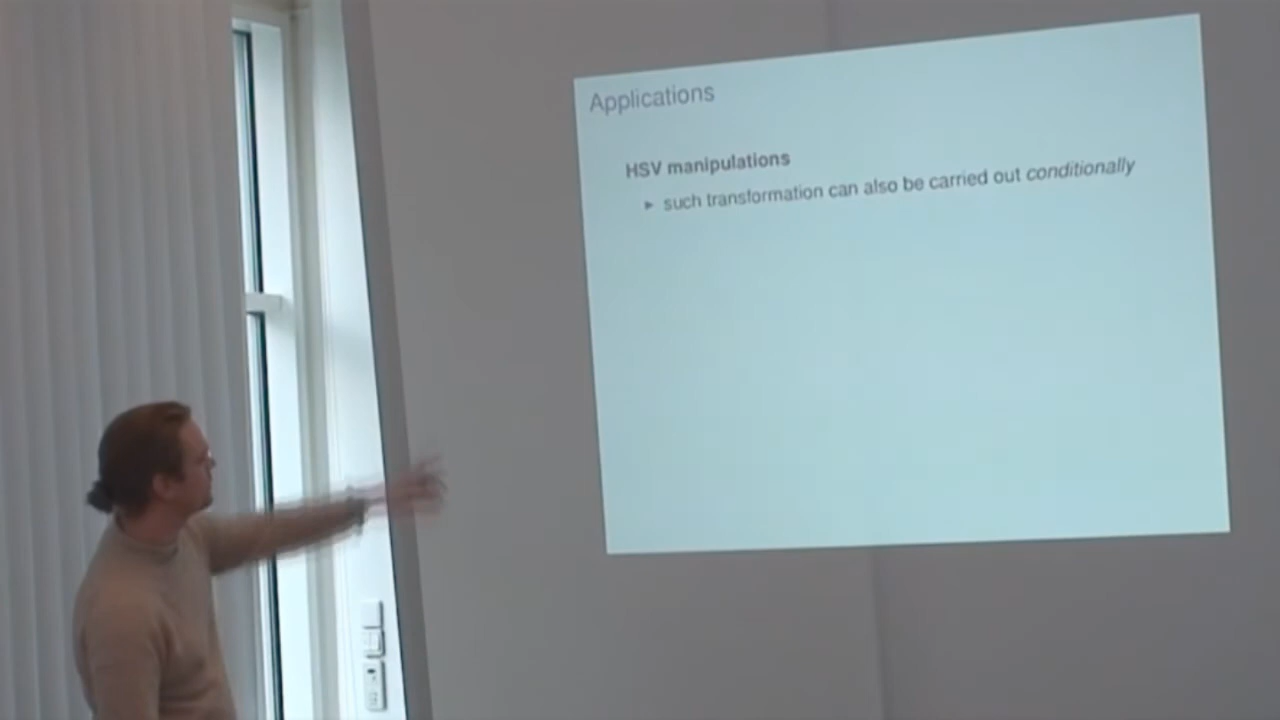 Applications
HSV manipulations
▸ such transformation can also be carried out conditionally